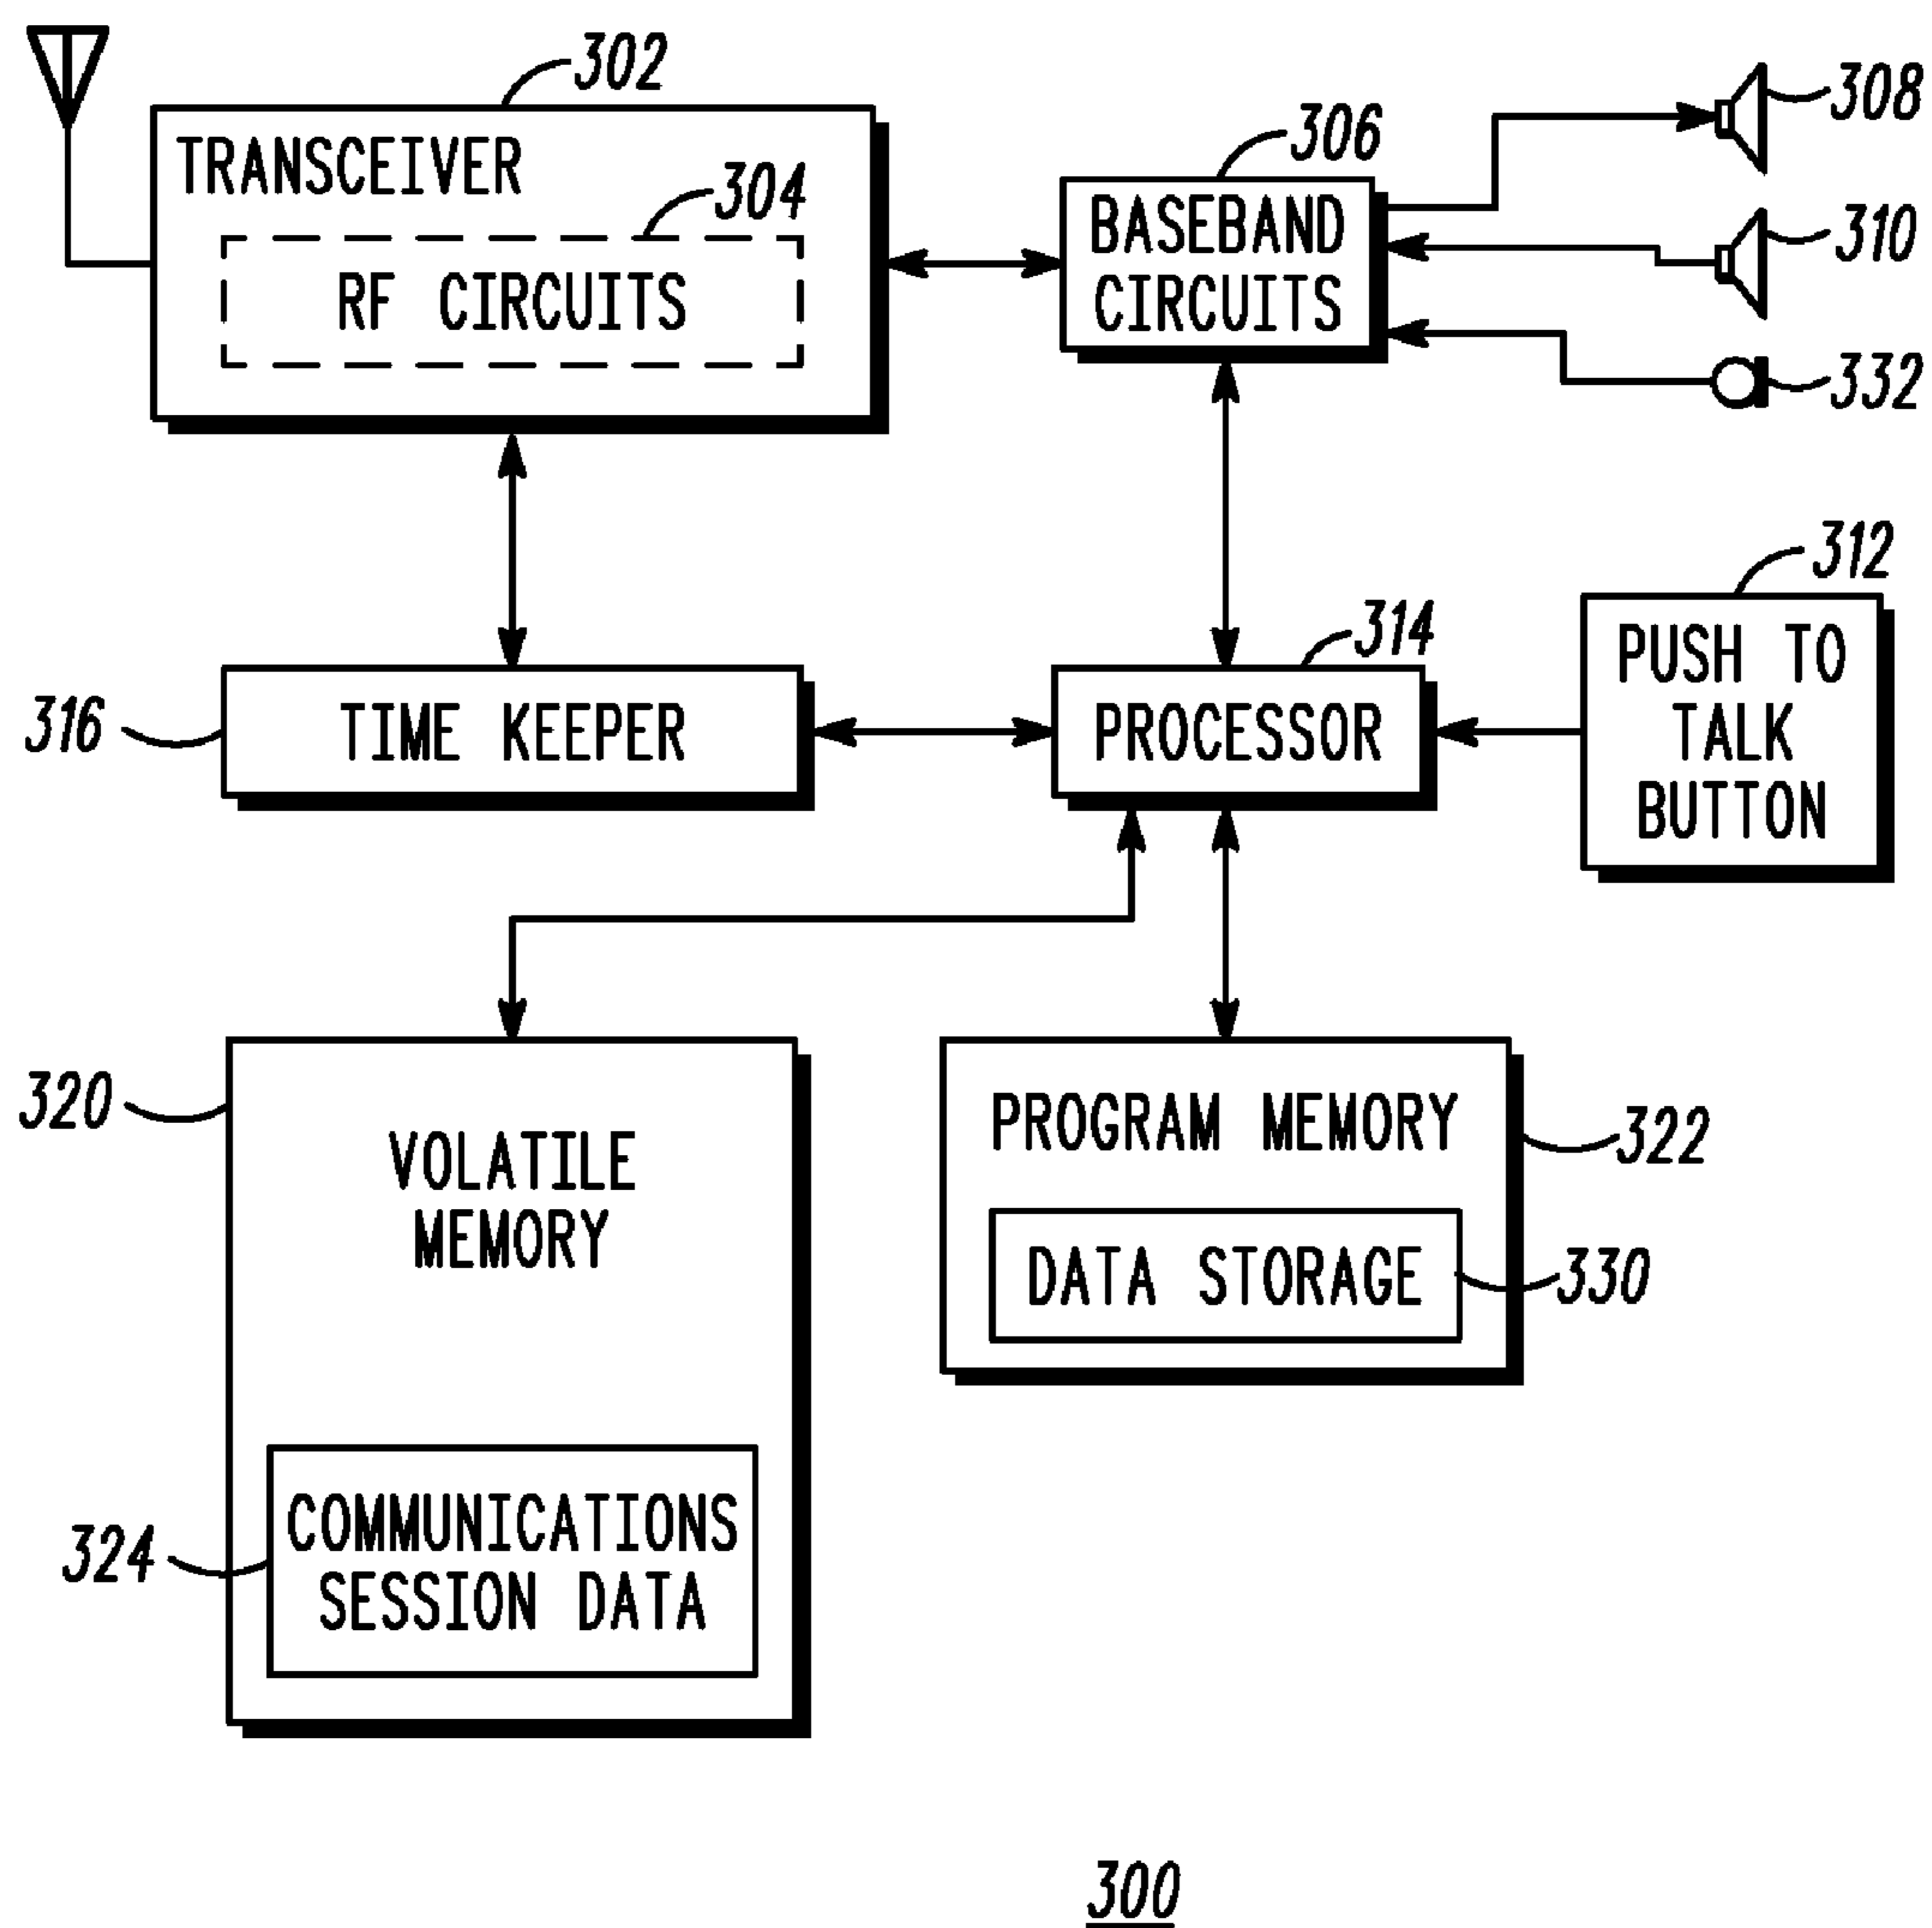 302
TRANSCEIVER
304
RF CIRCUITS
306
BASEBAND
CIRCUITS
308
310
332
312
PUSH TO
TALK
BUTTON
314
PROCESSOR
316
TIME KEEPER
320
VOLATILE
MEMORY
PROGRAM MEMORY
322
DATA STORAGE
330
324
COMMUNICATIONS
SESSION DATA
300